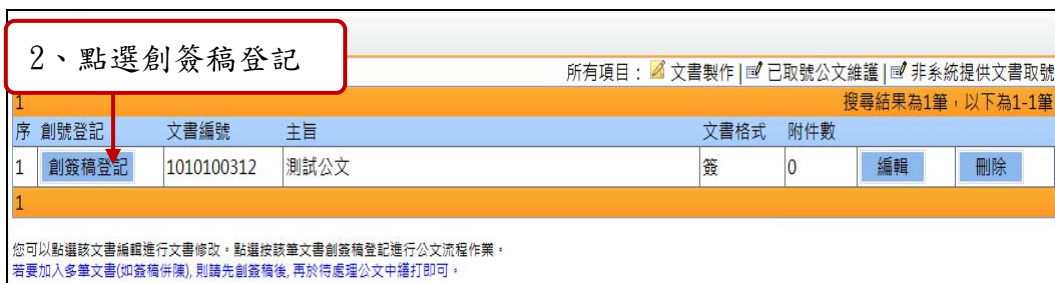 2、點選創簽稿登記
所有項目： 文書製作 | 已取號公文維護 | 非系統提供文書取號
1 搜尋結果為1筆，以下為1-1筆
序 創號登記 文書編號 主旨 文書格式 附件數
1 創簽稿登記 1010100312 測試公文 簽 0 編輯 刪除
1
您可以點選該文書編輯進行文書修改。點選按該筆文書創簽稿登記進行公文流程作業。
若要加入多筆文書(如簽稿併陳), 則請先創簽稿後, 再於待處理公文中繕打即可。